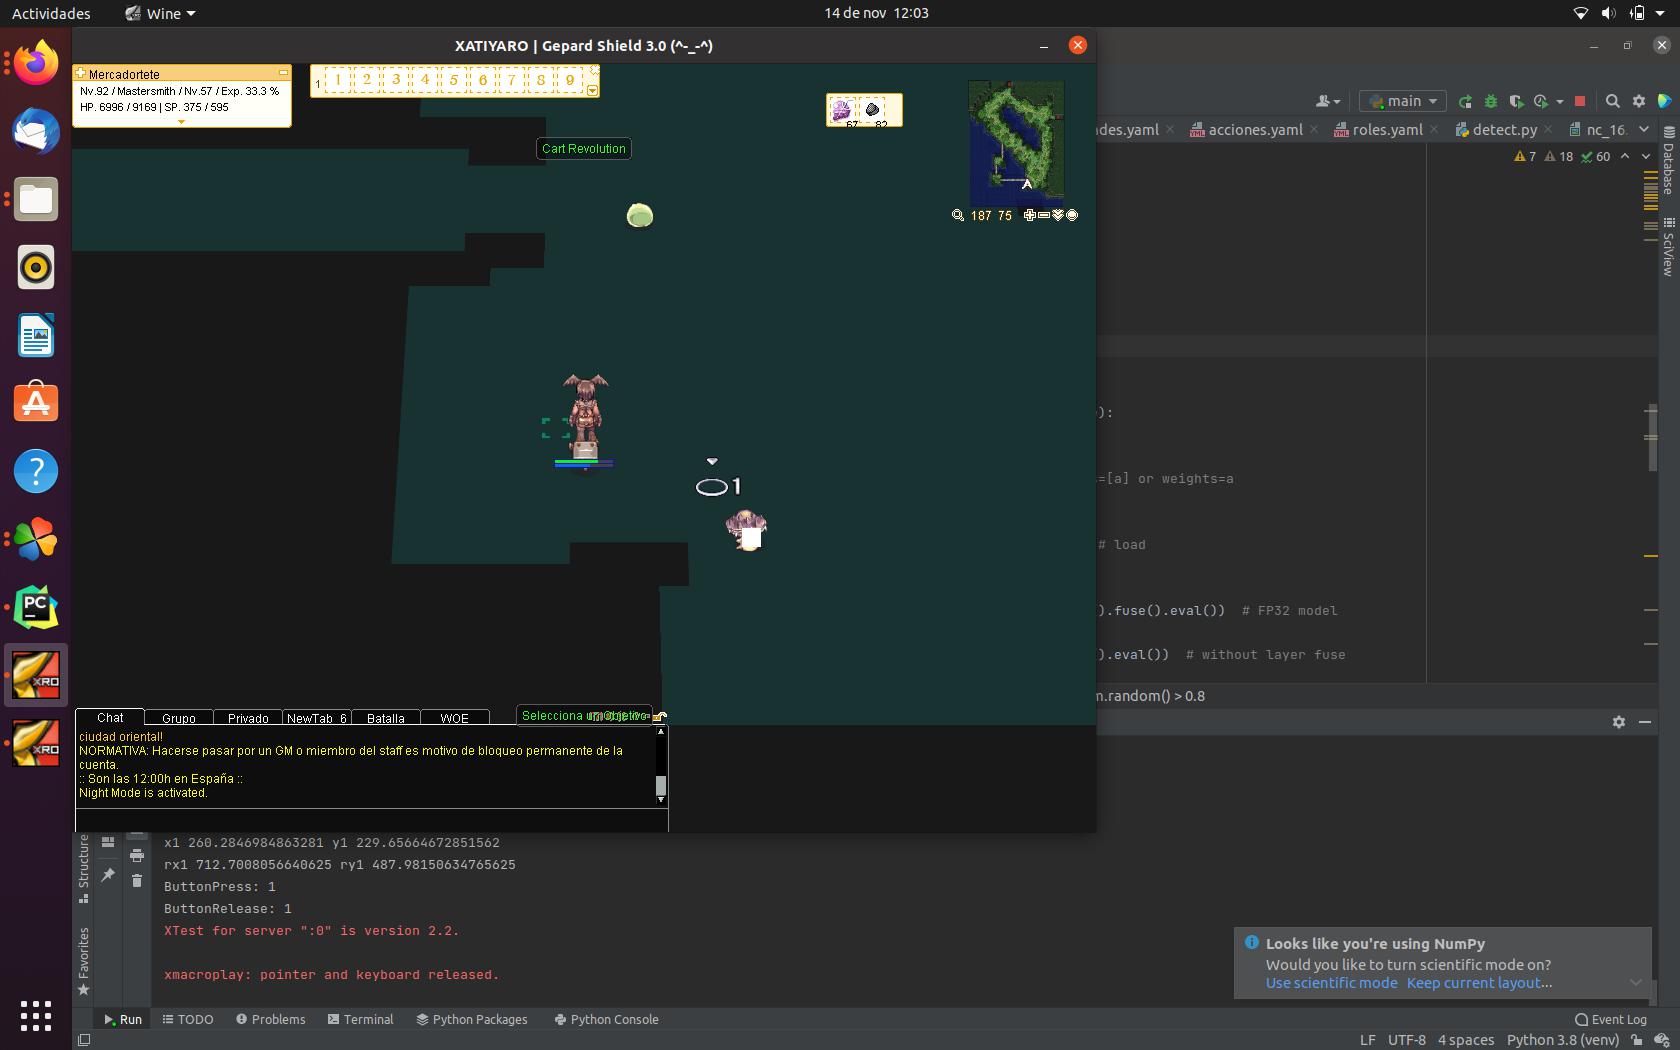 Actividades
Wine
14 de nov 12:03
XATIYARO | Gepard Shield 3.0 (^-_-^)
Mercadortete
Nv.92 / Mastersmith / Nv.57 / Exp. 33.3 %
HP. 6996 / 9169 | SP. 375 / 595
1 1 2 3 4 5 6 7 8 9
67 82
Cart Revolution
187 75
main
acciones.yaml
roles.yaml
detect.py
7 18 60
Database
SciView
):
=[a] or weights=a
# load
).fuse().eval()) # FP32 model
).eval()) # without layer fuse
m.random() > 0.8
1
XRO
XRO
PC
Chat Grupo Privado NewTab_6 Batalla WOE
ciudad oriental!
NORMATIVA: Hacerse pasar por un GM o miembro del staff es motivo de bloqueo permanente de la
cuenta.
:: Son las 12:00h en España ::
Night Mode is activated.
Structure
Favorites
x1 260.2846984863281 y1 229.65664672851562
rx1 712.7008056640625 ry1 487.98150634765625
ButtonPress: 1
ButtonRelease: 1
XTest for server ":0" is version 2.2.
xmacroplay: pointer and keyboard released.
Looks like you're using NumPy
Would you like to turn scientific mode on?
Use scientific mode Keep current layout...
Run TODO Problems Terminal Python Packages Python Console
Event Log
LF UTF-8 4 spaces Python 3.8 (venv)